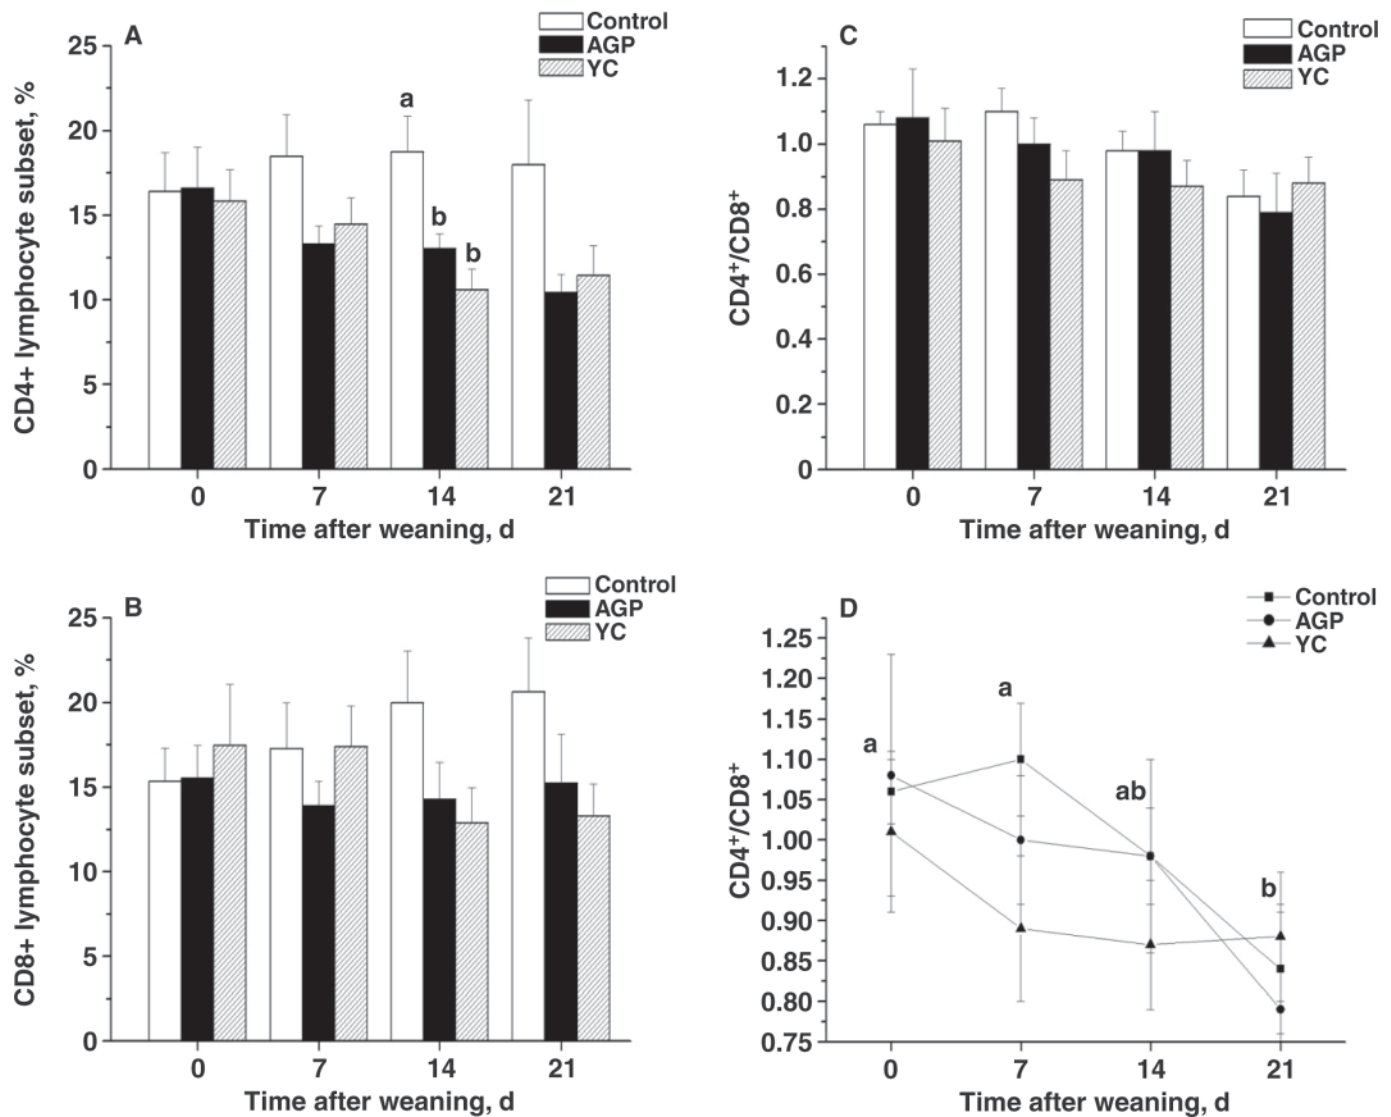 A
Control
AGP
YC
25
20
15
10
5
0
a
b
b
CD4+ lymphocyte subset, %
0 7 14 21
Time after weaning, d
C
Control
AGP
YC
1.2
1.0
0.8
0.6
0.4
0.2
0
CD4⁺/CD8⁺
0 7 14 21
Time after weaning, d
B
Control
AGP
YC
25
20
15
10
5
0
CD8+ lymphocyte subset, %
0 7 14 21
Time after weaning, d
D
Control
AGP
YC
1.25
1.20
1.15
1.10
1.05
1.00
0.95
0.90
0.85
0.80
0.75
a
a
ab
b
CD4⁺/CD8⁺
0 7 14 21
Time after weaning, d